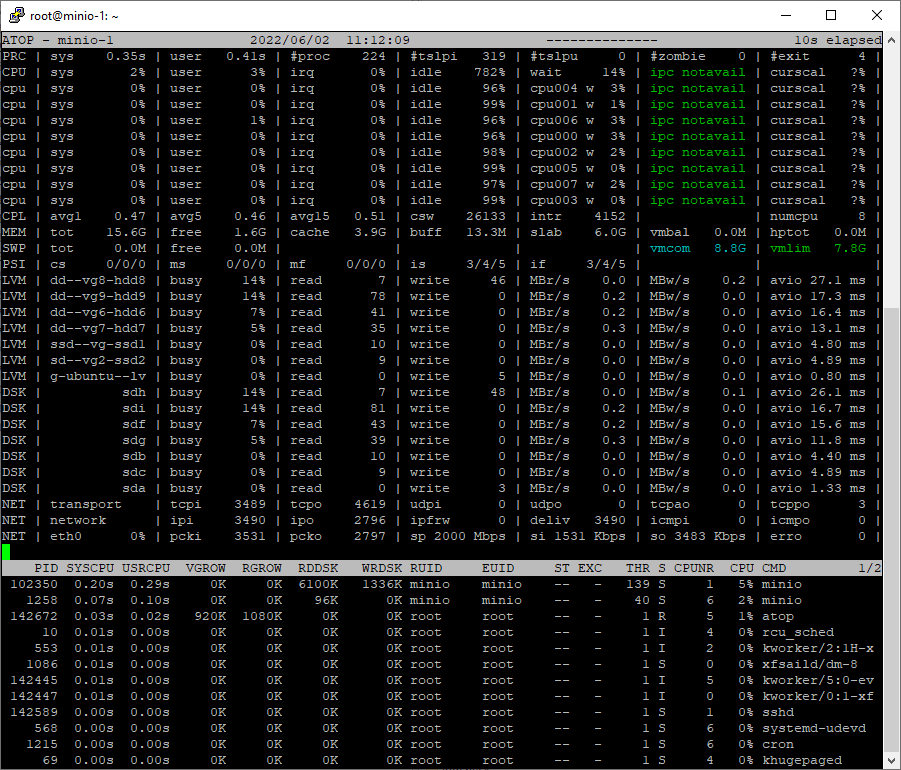 root@minio-1: ~
ATOP - minio-1 2022/06/02 11:12:09 -------------- 10s elapsed
PRC | sys 0.35s | user 0.41s | #proc 224 | #tslpi 319 | #tslpu 0 | #zombie 0 | #exit 4 |
CPU | sys 2% | user 3% | irq 0% | idle 782% | wait 14% | ipc notavail | curscal ?% |
cpu | sys 0% | user 0% | irq 0% | idle 96% | cpu004 w 3% | ipc notavail | curscal ?% |
cpu | sys 0% | user 0% | irq 0% | idle 99% | cpu001 w 1% | ipc notavail | curscal ?% |
cpu | sys 0% | user 1% | irq 0% | idle 96% | cpu006 w 3% | ipc notavail | curscal ?% |
cpu | sys 0% | user 0% | irq 0% | idle 96% | cpu000 w 3% | ipc notavail | curscal ?% |
cpu | sys 0% | user 0% | irq 0% | idle 98% | cpu002 w 2% | ipc notavail | curscal ?% |
cpu | sys 0% | user 0% | irq 0% | idle 99% | cpu005 w 0% | ipc notavail | curscal ?% |
cpu | sys 0% | user 0% | irq 0% | idle 97% | cpu007 w 2% | ipc notavail | curscal ?% |
cpu | sys 0% | user 0% | irq 0% | idle 99% | cpu003 w 0% | ipc notavail | curscal ?% |
CPL | avg1 0.47 | avg5 0.46 | avg15 0.51 | csw 26133 | intr 4152 | | numcpu 8 |
MEM | tot 15.6G | free 1.6G | cache 3.9G | buff 13.3M | slab 6.0G | vmbal 0.0M | hptot 0.0M |
SWP | tot 0.0M | free 0.0M | | | | vmcom 8.8G | vmlim 7.8G |
PSI | cs 0/0/0 | ms 0/0/0 | mf 0/0/0 | is 3/4/5 | if 3/4/5 | | |
LVM | dd--vg8-hdd8 | busy 14% | read 7 | write 46 | MBr/s 0.0 | MBw/s 0.2 | avio 27.1 ms |
LVM | dd--vg9-hdd9 | busy 14% | read 78 | write 0 | MBr/s 0.2 | MBw/s 0.0 | avio 17.3 ms |
LVM | dd--vg6-hdd6 | busy 7% | read 41 | write 0 | MBr/s 0.2 | MBw/s 0.0 | avio 16.4 ms |
LVM | dd--vg7-hdd7 | busy 5% | read 35 | write 0 | MBr/s 0.3 | MBw/s 0.0 | avio 13.1 ms |
LVM | ssd--vg-ssd1 | busy 0% | read 10 | write 0 | MBr/s 0.0 | MBw/s 0.0 | avio 4.80 ms |
LVM | sd--vg2-ssd2 | busy 0% | read 9 | write 0 | MBr/s 0.0 | MBw/s 0.0 | avio 4.89 ms |
LVM | g-ubuntu--lv | busy 0% | read 0 | write 5 | MBr/s 0.0 | MBw/s 0.0 | avio 0.80 ms |
DSK | sdh | busy 14% | read 7 | write 48 | MBr/s 0.0 | MBw/s 0.1 | avio 26.1 ms |
DSK | sdi | busy 14% | read 81 | write 0 | MBr/s 0.2 | MBw/s 0.0 | avio 16.7 ms |
DSK | sdf | busy 7% | read 43 | write 0 | MBr/s 0.2 | MBw/s 0.0 | avio 15.6 ms |
DSK | sdg | busy 5% | read 39 | write 0 | MBr/s 0.3 | MBw/s 0.0 | avio 11.8 ms |
DSK | sdb | busy 0% | read 10 | write 0 | MBr/s 0.0 | MBw/s 0.0 | avio 4.40 ms |
DSK | sdc | busy 0% | read 9 | write 0 | MBr/s 0.0 | MBw/s 0.0 | avio 4.89 ms |
DSK | sda | busy 0% | read 0 | write 3 | MBr/s 0.0 | MBw/s 0.0 | avio 1.33 ms |
NET | transport | tcpi 3489 | tcpo 4619 | udpi 0 | udpo 0 | tcpao 0 | tcppo 3 |
NET | network | ipi 3490 | ipo 2796 | ipfrw 0 | deliv 3490 | icmpi 0 | icmpo 0 |
NET | eth0 0% | pcki 3531 | pcko 2797 | sp 2000 Mbps | si 1531 Kbps | so 3483 Kbps | erro 0 |
PID SYSCPU USRCPU VGROW RGROW RDDSK WRDSK RUID EUID ST EXC THR S CPUNR CPU CMD 1/2
102350 0.20s 0.29s 0K 0K 6100K 1336K minio minio -- - 139 S 1 5% minio
1258 0.07s 0.10s 0K 0K 96K 0K minio minio -- - 40 S 6 2% minio
142672 0.03s 0.02s 920K 1080K 0K 0K root root -- - 1 R 5 1% atop
10 0.01s 0.00s 0K 0K 0K 0K root root -- - 1 I 4 0% rcu_sched
553 0.01s 0.00s 0K 0K 0K 0K root root -- - 1 I 2 0% kworker/2:1H-x
1086 0.01s 0.00s 0K 0K 0K 0K root root -- - 1 S 0 0% xfsaild/dm-8
142445 0.01s 0.00s 0K 0K 0K 0K root root -- - 1 I 5 0% kworker/5:0-ev
142447 0.01s 0.00s 0K 0K 0K 0K root root -- - 1 I 0 0% kworker/0:1-xf
142589 0.01s 0.00s 0K 0K 0K 0K root root -- - 1 S 1 0% sshd
568 0.00s 0.00s 0K 0K 0K 0K root root -- - 1 S 6 0% systemd-udevd
1215 0.00s 0.00s 0K 0K 0K 0K root root -- - 1 S 6 0% cron
69 0.00s 0.00s 0K 0K 0K 0K root root -- - 1 S 4 0% khugepaged